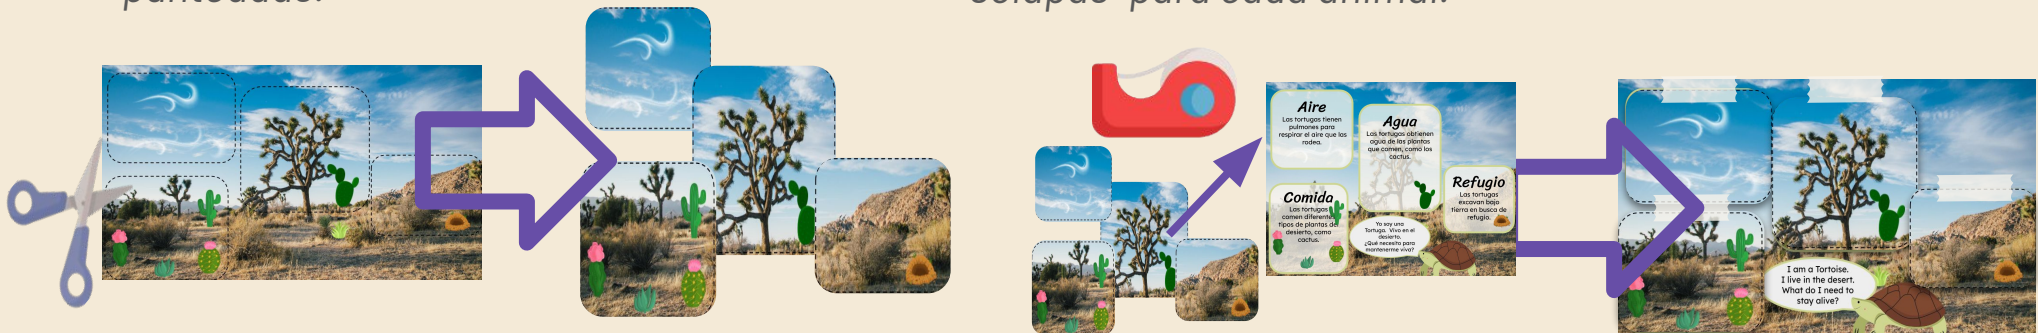 para cada animal.
Aire
Las tortugas tienen
pulmones para
respirar el aire que las
rodea.
Agua
Las tortugas obtienen
agua de las plantas
que comen, como los
cactus.
Refugio
Las tortugas
excavan bajo
tierra en busca de
refugio.
Comida
Las tortugas
comen diferentes
tipos de plantas del
desierto, como
cactus.
Yo soy una
Tortuga. Vivo en el
desierto.
¿Qué necesito para
mantenerme vivo?
I am a Tortoise.
I live in the desert.
What do I need to
stay alive?